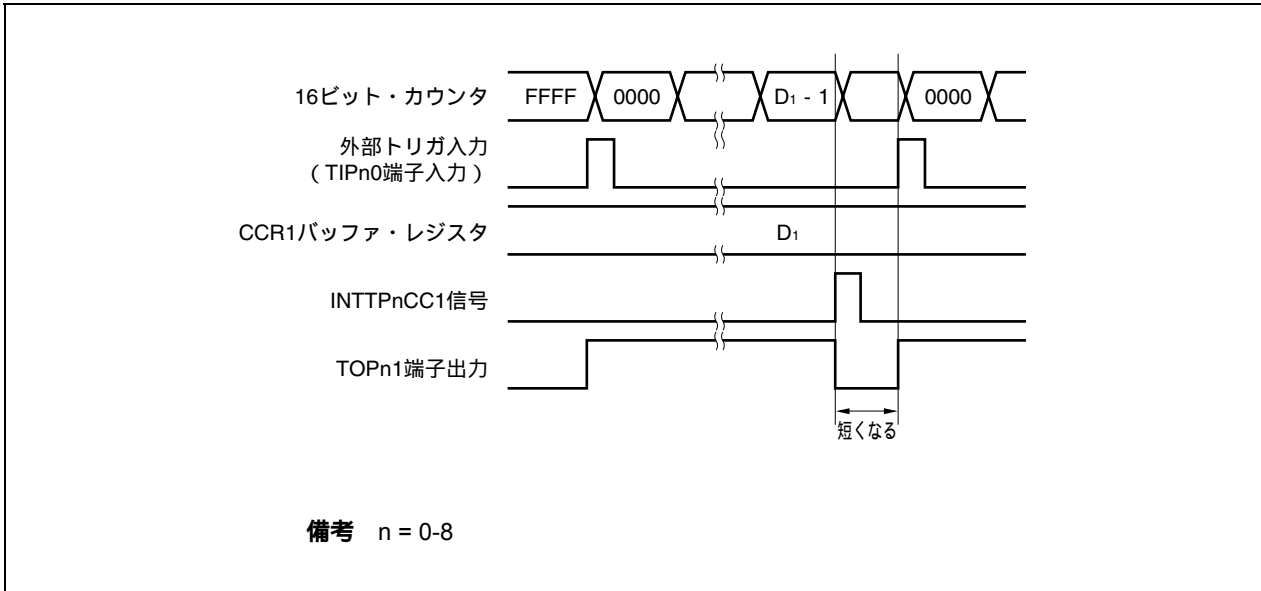 16ビット・カウンタ FFFF 0000 D1 - 1 0000
外部トリガ入力
（TIPn0端子入力）
CCR1バッファ・レジスタ D1
INTTPnCC1信号
TOPn1端子出力
短くなる
備考 n = 0-8